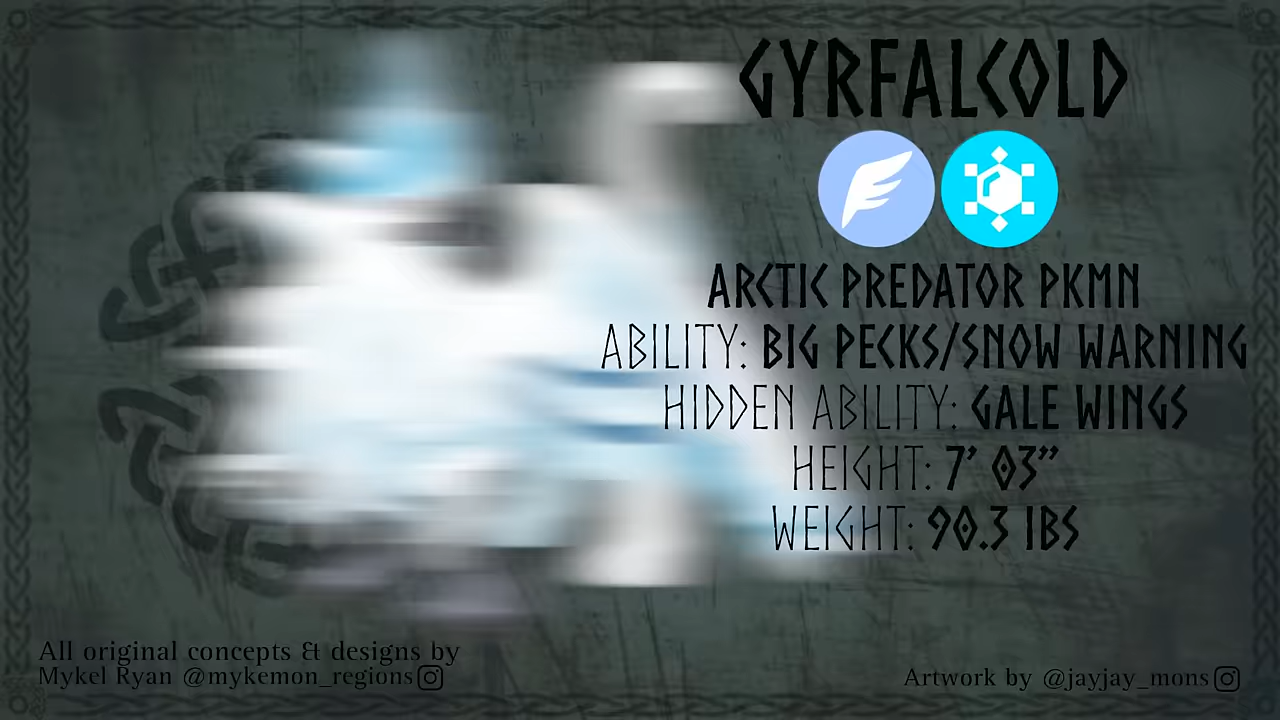 GYRFALCOLD
ARCTIC PREDATOR PKMN
ABILITY: BIG PECKS/SNOW WARNING
HIDDEN ABILITY: GALE WINGS
HEIGHT: 7' 03”
WEIGHT: 90.3 lBS
All original concepts & designs by
Mykel Ryan @mykemon_regions
Artwork by @jayjay_mons